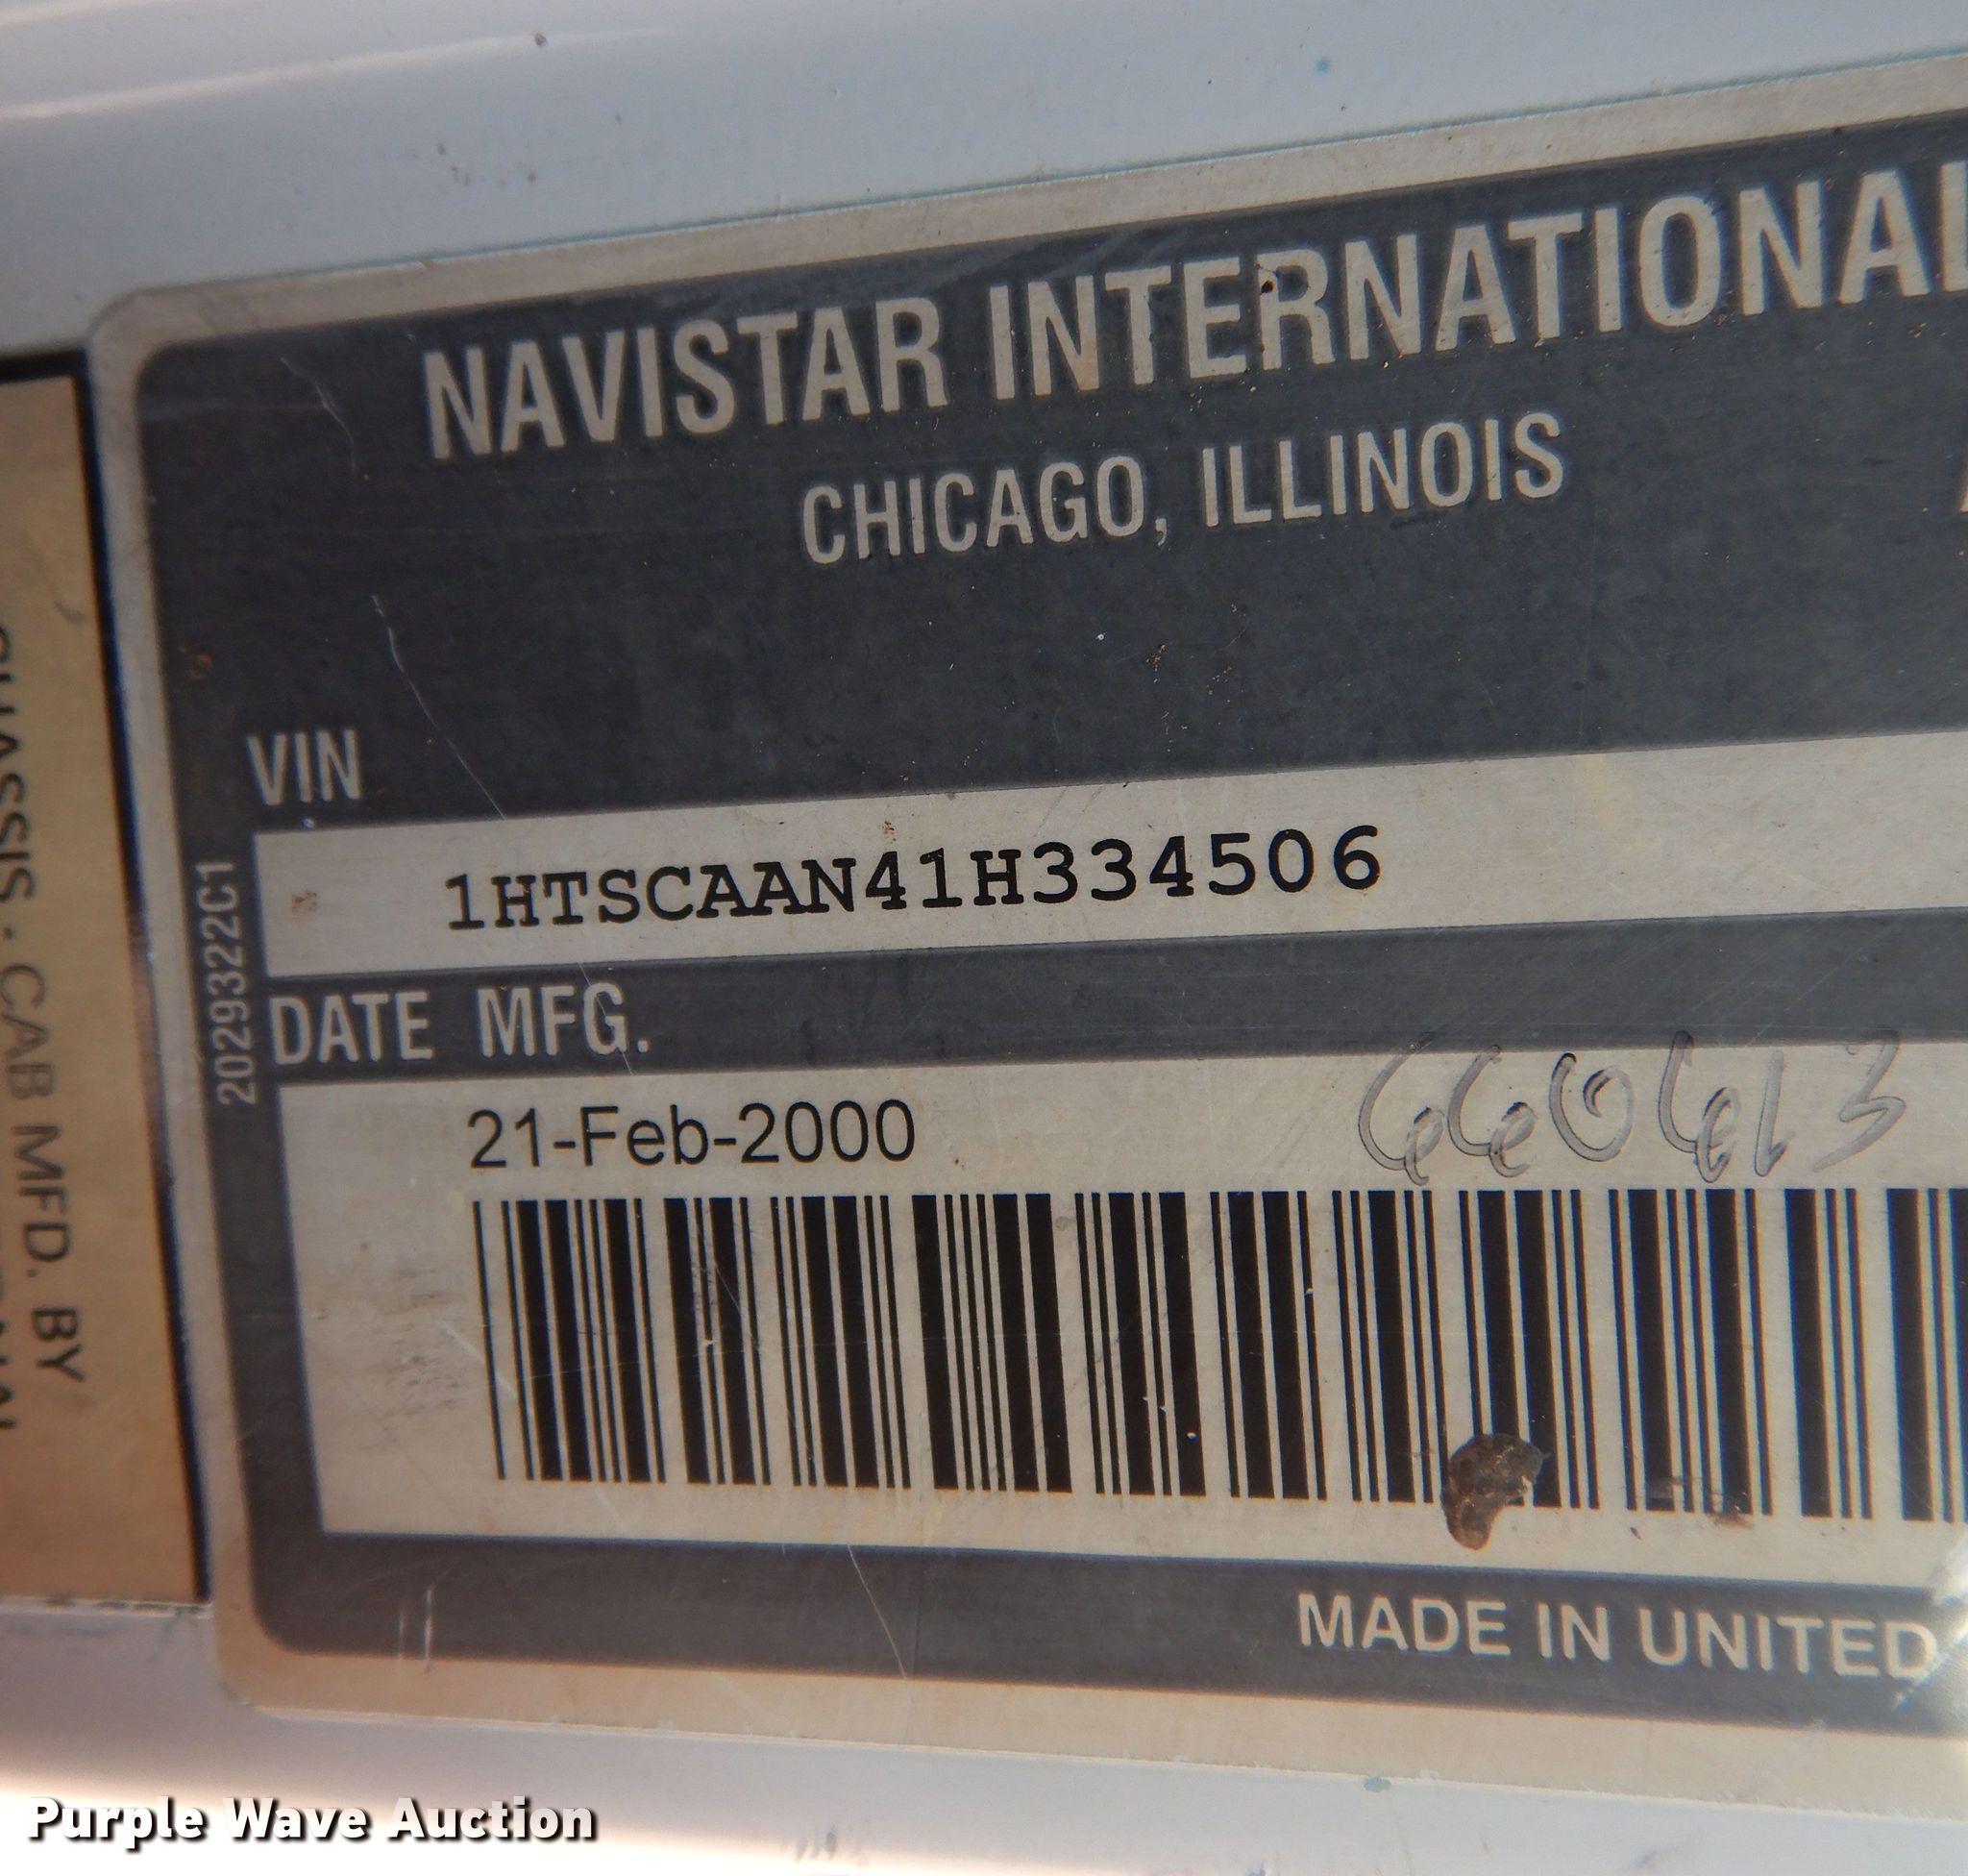 NAVISTAR INTERNATIONAL
CHICAGO, ILLINOIS
VIN
1HTSCAAN41H334506
DATE MFG.
21-Feb-2000
660613
2029322C1
MADE IN UNITED
CHASSIS - CAB MFD. BY
Purple Wave Auction